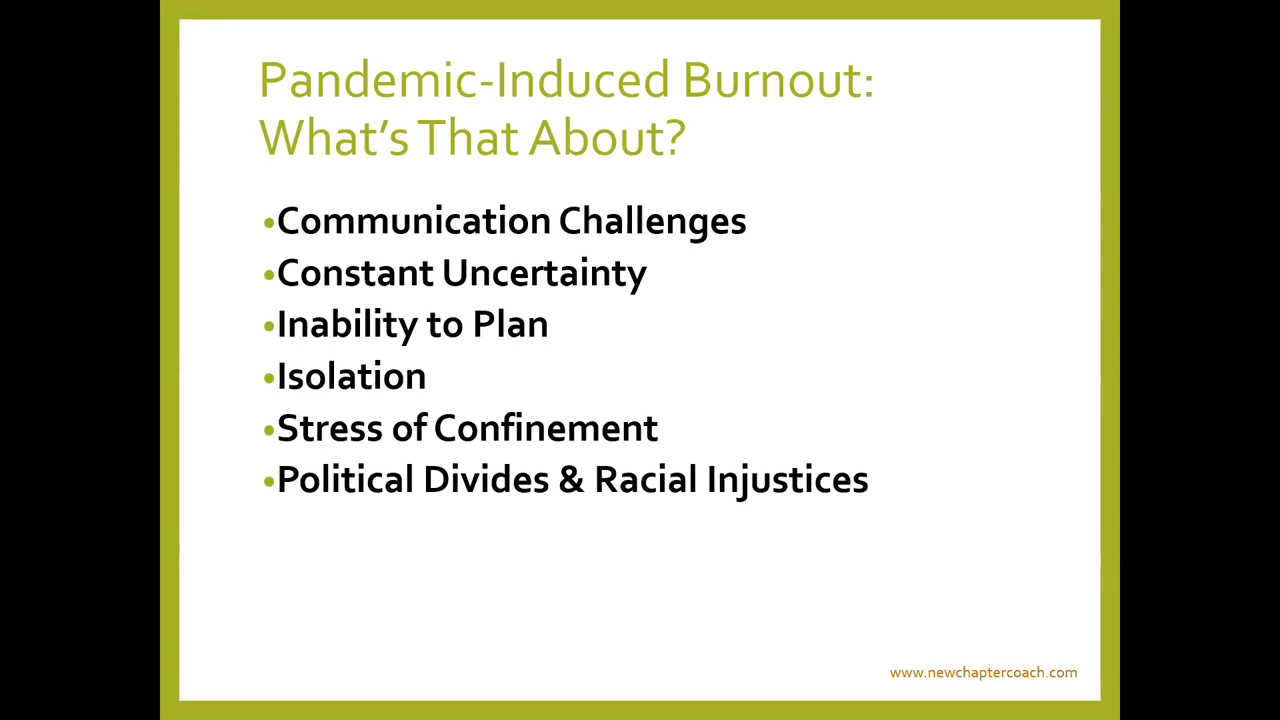 Pandemic-Induced Burnout:
What's That About?
•Communication Challenges
•Constant Uncertainty
•Inability to Plan
•Isolation
•Stress of Confinement
•Political Divides & Racial Injustices
www.newchaptercoach.com